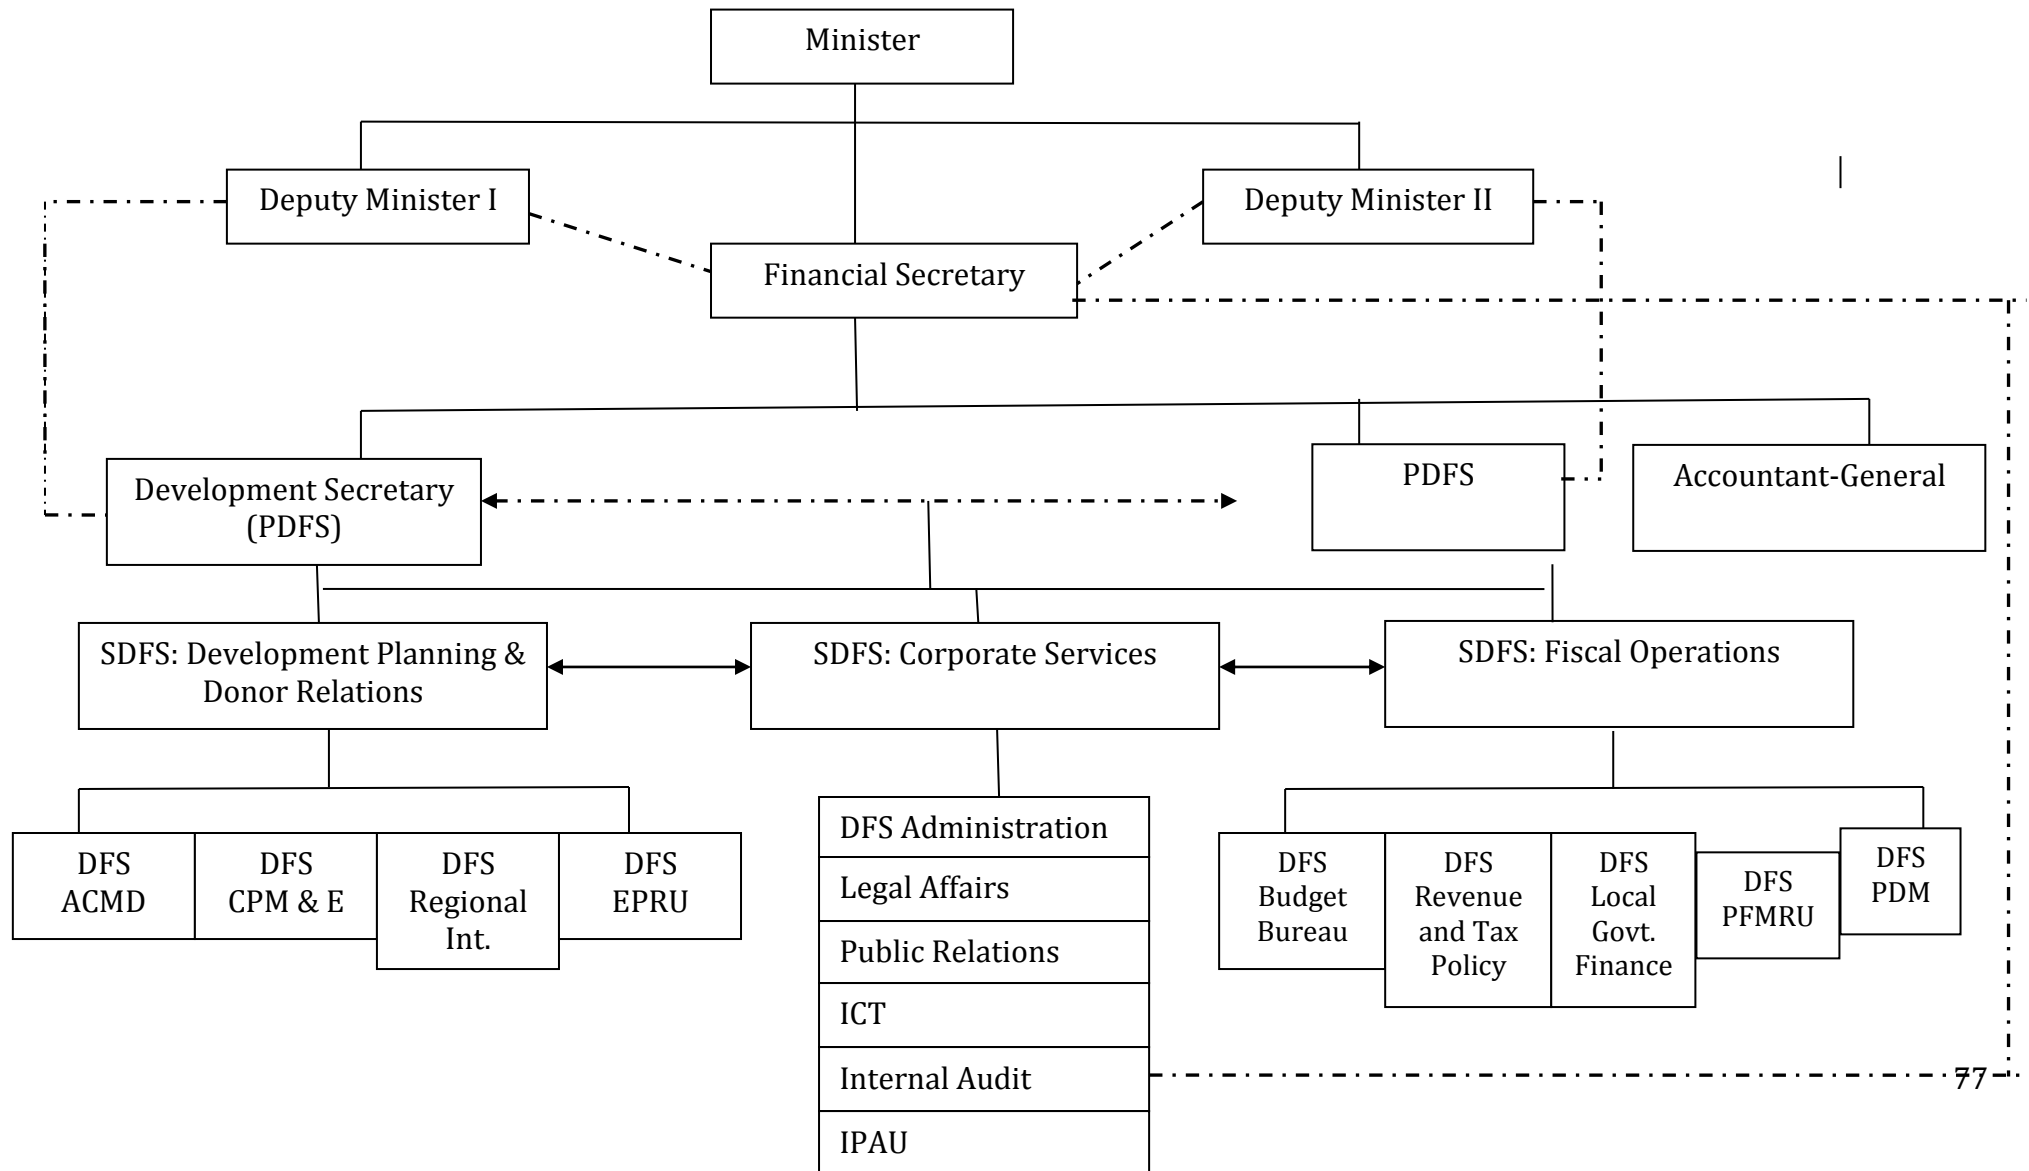 Minister
Deputy Minister I
Deputy Minister II
Financial Secretary
Development Secretary
(PDFS)
PDFS
Accountant-General
SDFS: Development Planning &
Donor Relations
SDFS: Corporate Services
SDFS: Fiscal Operations
DFS
ACMD
DFS
CPM & E
DFS
Regional
Int.
DFS
EPRU
DFS Administration
Legal Affairs
Public Relations
ICT
Internal Audit
IPAU
DFS
Budget
Bureau
DFS
Revenue
and Tax
Policy
DFS
Local
Govt.
Finance
DFS
PFMRU
DFS
PDM
77